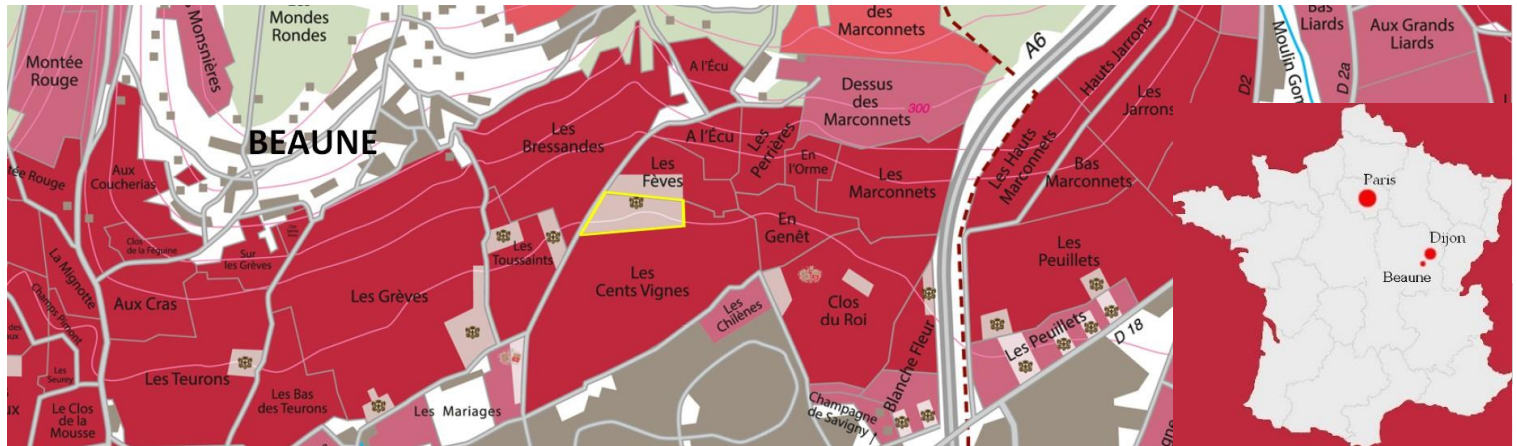 Mondes
Rondes
Monsnières
Montée
Rouge
BEAUNE
Aux
Coucherias
tée Rouge
La Mignotte
Champs Pimont
Clos
de la Féguine
Sur
les Grèves
Aux Cras
Les
Seurey
Le Clos
de la
Mousse
Les Teurons
Les Bas
des Teurons
Les Grèves
Les
Toussaints
Les Mariages
Les
Bressandes
A l'Écu
Les
Fèves
A l'Écu
Les
Perrières
En
l'Orme
des
Marconnets
Dessus
des
Marconnets
300
Les
Marconnets
En
Genêt
Les
Cents Vignes
Les
Chilènes
Clos
du Roi
Blanche Fleur
Champagne
de Savigny
A6
Les Hauts
Marconnets
Hauts Jarrons
Les
Jarrons
Bas
Marconnets
Les
Peuillets
Les Peuillets
D 18
D2
Moulin Gon
Bas
Liards
D 2a
Aux Grands
Liards
Paris
Dijon
Beaune